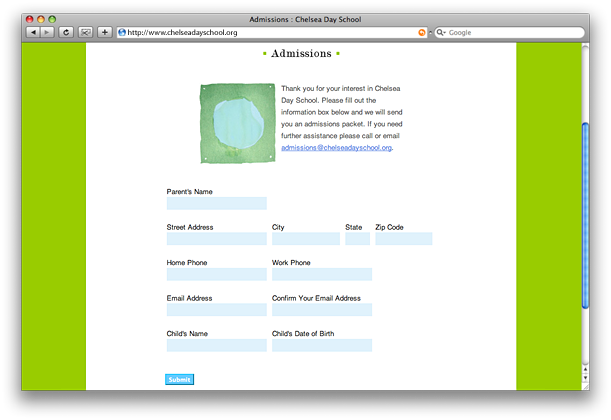 Admissions : Chelsea Day School
http://www.chelseadayschool.org
Google
Admissions
Thank you for your interest in Chelsea
Day School. Please fill out the
information box below and we will send
you an admissions packet. If you need
further assistance please call or email
admissions@chelseadayschool.org.
Parent's Name
Street Address City State Zip Code
Home Phone Work Phone
Email Address Confirm Your Email Address
Child's Name Child's Date of Birth
Submit